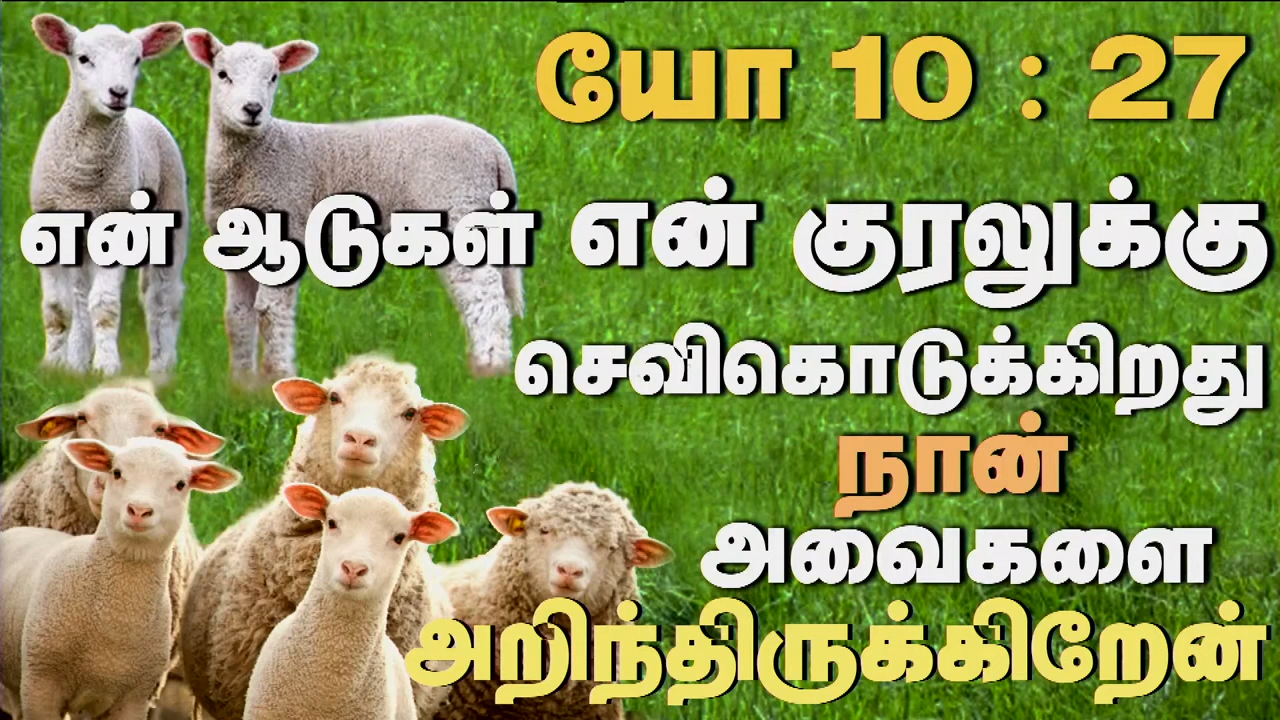 யோ 10 : 27
என் ஆடுகள் என் குரலுக்கு
செவிகொடுக்கிறது
நான்
அவைகளை
அறிந்திருக்கிறேன்